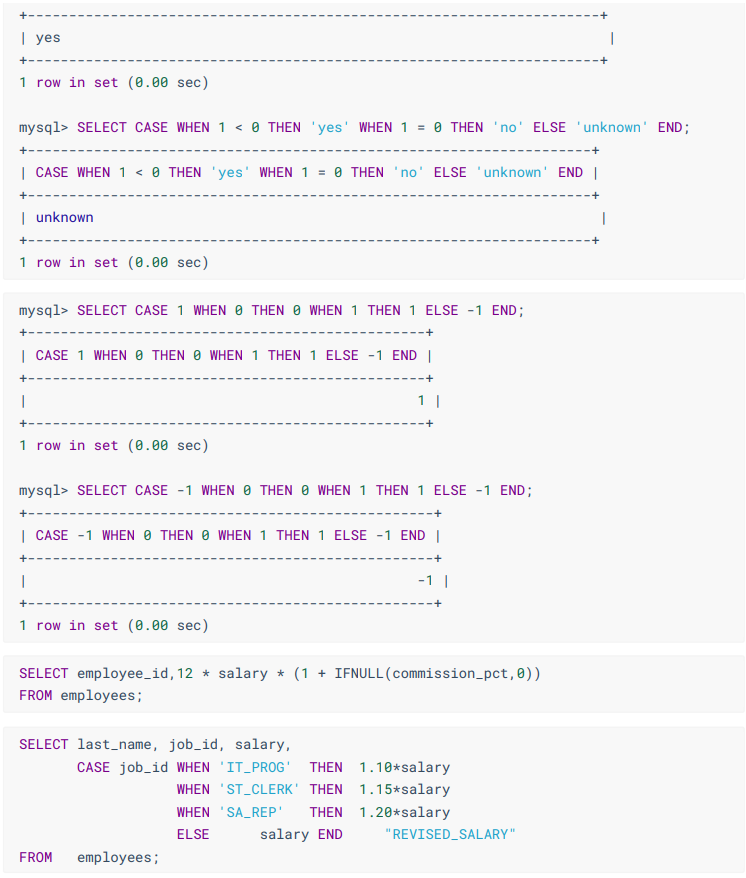 +----------------------------------------------------------------------+
| yes                                                                   |
+----------------------------------------------------------------------+
1 row in set (0.00 sec)
mysql> SELECT CASE WHEN 1 < 0 THEN 'yes' WHEN 1 = 0 THEN 'no' ELSE 'unknown' END;
+---------------------------------------------------------------------+
| CASE WHEN 1 < 0 THEN 'yes' WHEN 1 = 0 THEN 'no' ELSE 'unknown' END |
+---------------------------------------------------------------------+
| unknown                                                              |
+---------------------------------------------------------------------+
1 row in set (0.00 sec)
mysql> SELECT CASE 1 WHEN 0 THEN 0 WHEN 1 THEN 1 ELSE -1 END;
+------------------------------------------------+
| CASE 1 WHEN 0 THEN 0 WHEN 1 THEN 1 ELSE -1 END |
+------------------------------------------------+
|                                               1 |
+------------------------------------------------+
1 row in set (0.00 sec)
mysql> SELECT CASE -1 WHEN 0 THEN 0 WHEN 1 THEN 1 ELSE -1 END;
+-------------------------------------------------+
| CASE -1 WHEN 0 THEN 0 WHEN 1 THEN 1 ELSE -1 END |
+-------------------------------------------------+
|                                               -1 |
+-------------------------------------------------+
1 row in set (0.00 sec)
SELECT employee_id,12 * salary * (1 + IFNULL(commission_pct,0))
FROM employees;
SELECT last_name, job_id, salary,
       CASE job_id WHEN 'IT_PROG'  THEN  1.10*salary
                   WHEN 'ST_CLERK' THEN  1.15*salary
                   WHEN 'SA_REP'   THEN  1.20*salary
                   ELSE      salary END     "REVISED_SALARY"
FROM   employees;